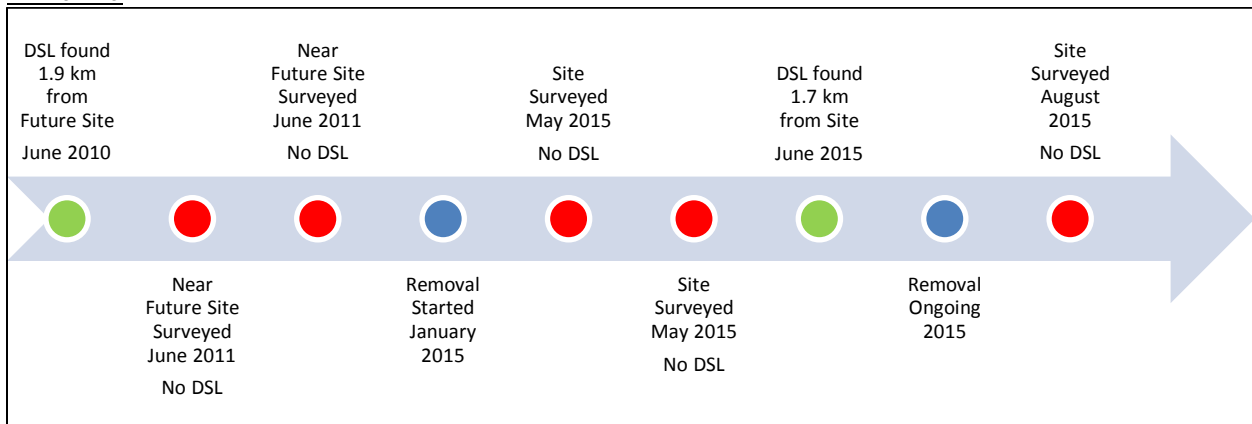 DSL found
1.9 km
from
Future Site
June 2010
Near
Future Site
Surveyed
June 2011
No DSL
Near
Future Site
Surveyed
June 2011
No DSL
Removal
Started
January
2015
Site
Surveyed
May 2015
No DSL
Site
Surveyed
May 2015
No DSL
DSL found
1.7 km
from Site
June 2015
Removal
Ongoing
2015
Site
Surveyed
August
2015
No DSL